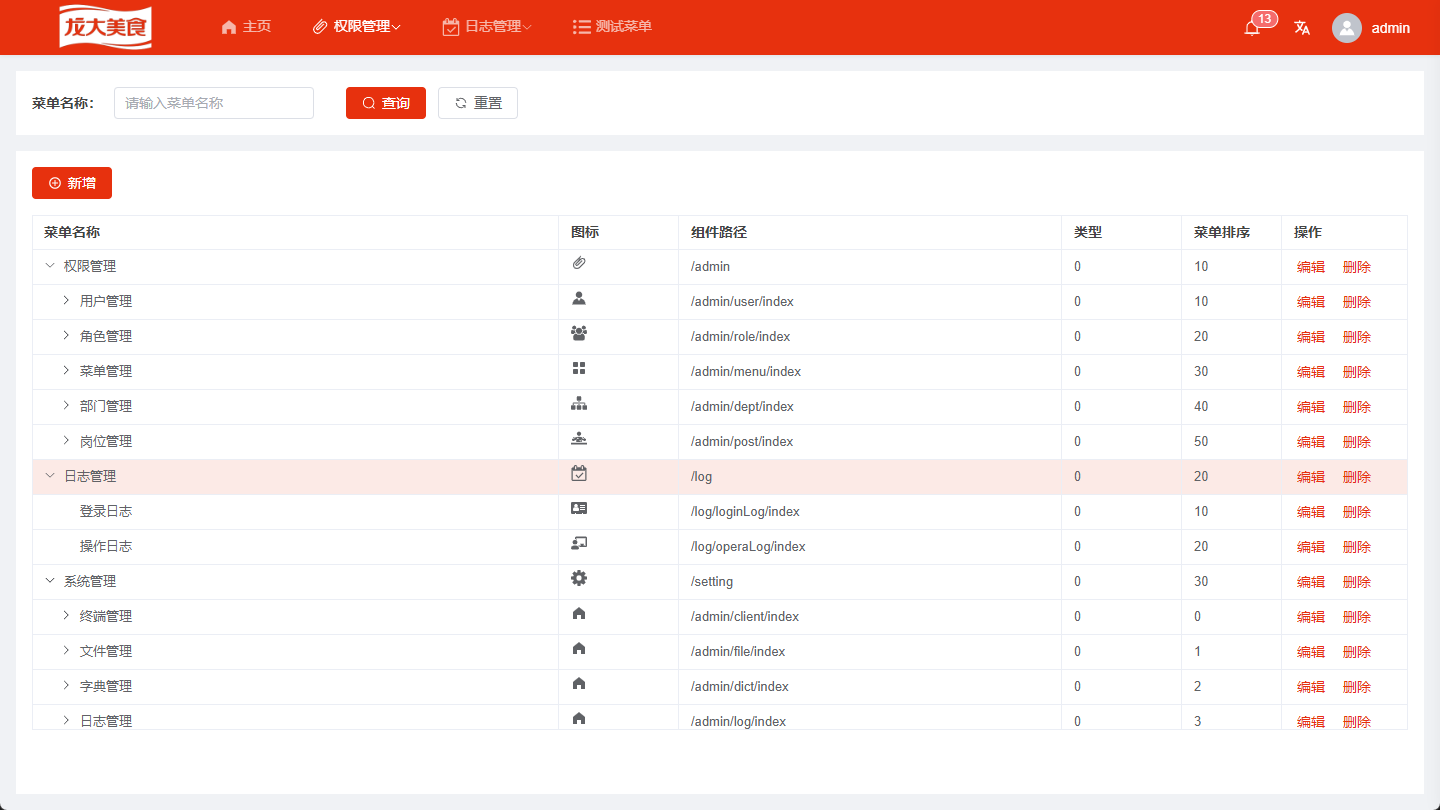 龙大美食 主页 权限管理 日志管理 测试菜单 13 admin
菜单名称: 请输入菜单名称 查询 重置
新增
菜单名称 图标 组件路径 类型 菜单排序 操作
权限管理 /admin 0 10 编辑 删除
用户管理 /admin/user/index 0 10 编辑 删除
角色管理 /admin/role/index 0 20 编辑 删除
菜单管理 /admin/menu/index 0 30 编辑 删除
部门管理 /admin/dept/index 0 40 编辑 删除
岗位管理 /admin/post/index 0 50 编辑 删除
日志管理 /log 0 20 编辑 删除
登录日志 /log/loginLog/index 0 10 编辑 删除
操作日志 /log/operaLog/index 0 20 编辑 删除
系统管理 /setting 0 30 编辑 删除
终端管理 /admin/client/index 0 0 编辑 删除
文件管理 /admin/file/index 0 1 编辑 删除
字典管理 /admin/dict/index 0 2 编辑 删除
日志管理 /admin/log/index 0 3 编辑 删除